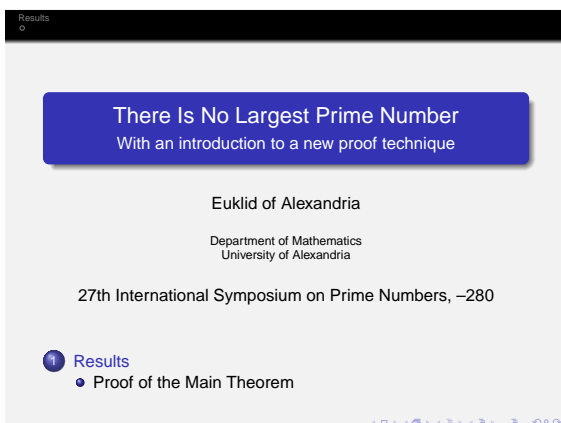 Results
There Is No Largest Prime Number
With an introduction to a new proof technique
Euklid of Alexandria
Department of Mathematics
University of Alexandria
27th International Symposium on Prime Numbers, –280
1 Results
Proof of the Main Theorem